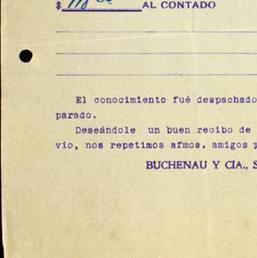 $ AL CONTADO
El conocimiento fué despachado
parado.
Deseándole un buen recibo de
vío, nos repetimos afmos. amigos y
BUCHENAU Y CIA., S